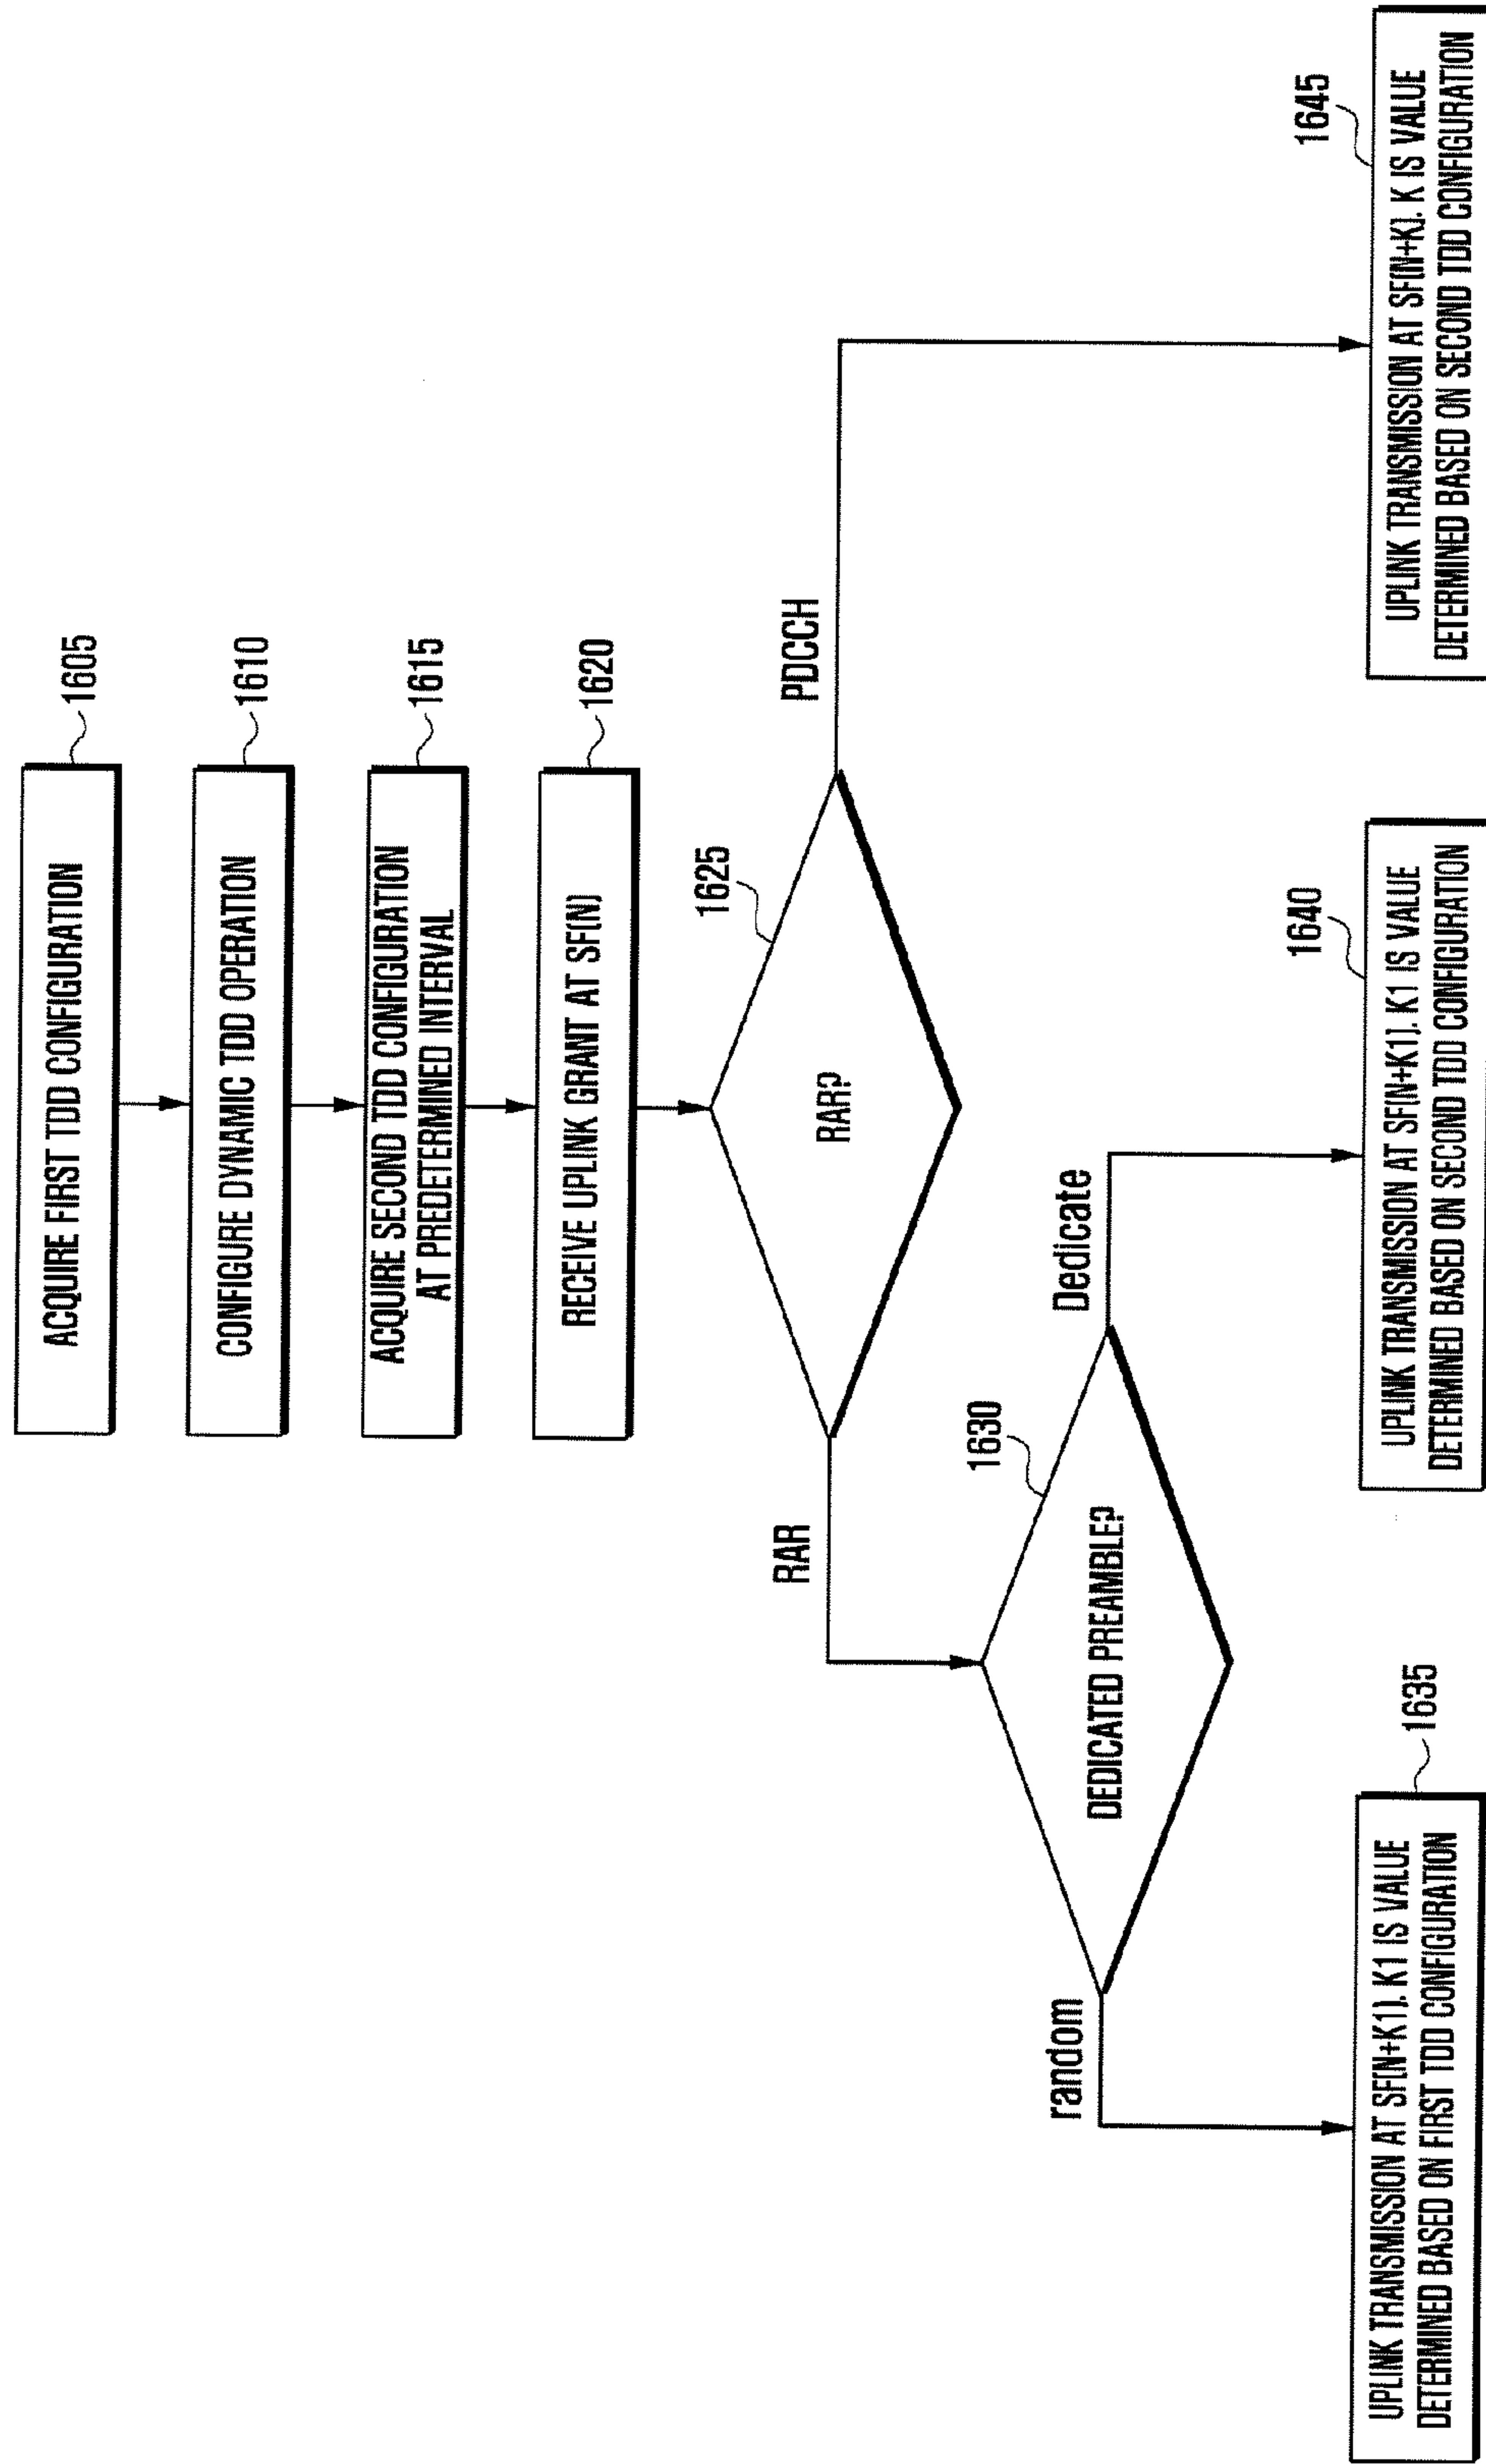 ACQUIRE FIRST TDD CONFIGURATION
1605
CONFIGURE DYNAMIC TDD OPERATION
1610
ACQUIRE SECOND TDD CONFIGURATION
AT PREDETERMINED INTERVAL
1615
RECEIVE UPLINK GRANT AT SF(N)
1620
1625
RAR?
RAR
PDCCH
1630
DEDICATED PREAMBLE?
random
Dedicate
1635
UPLINK TRANSMISSION AT SF(N+K1). K1 IS VALUE
DETERMINED BASED ON FIRST TDD CONFIGURATION
1640
UPLINK TRANSMISSION AT SF(N+K1). K1 IS VALUE
DETERMINED BASED ON SECOND TDD CONFIGURATION
1645
UPLINK TRANSMISSION AT SF(N+K). K IS VALUE
DETERMINED BASED ON SECOND TDD CONFIGURATION